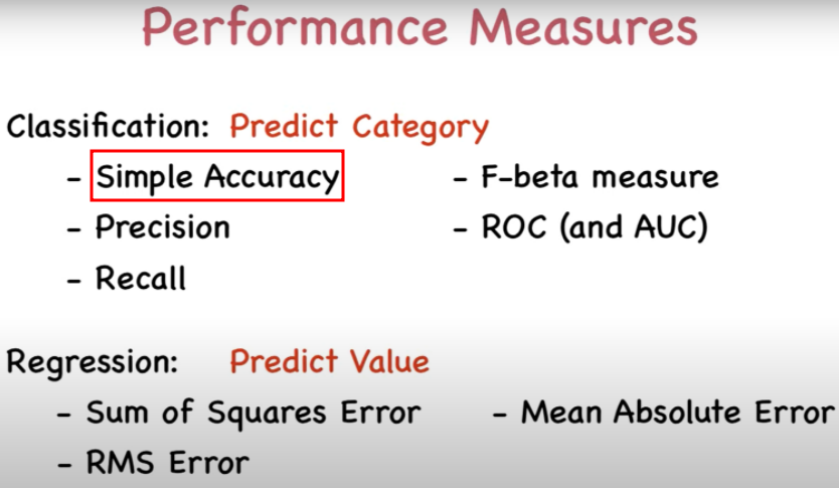 Performance Measures
Classification: Predict Category
- Simple Accuracy
- F-beta measure
- Precision
- ROC (and AUC)
- Recall
Regression: Predict Value
- Sum of Squares Error
- Mean Absolute Error
- RMS Error